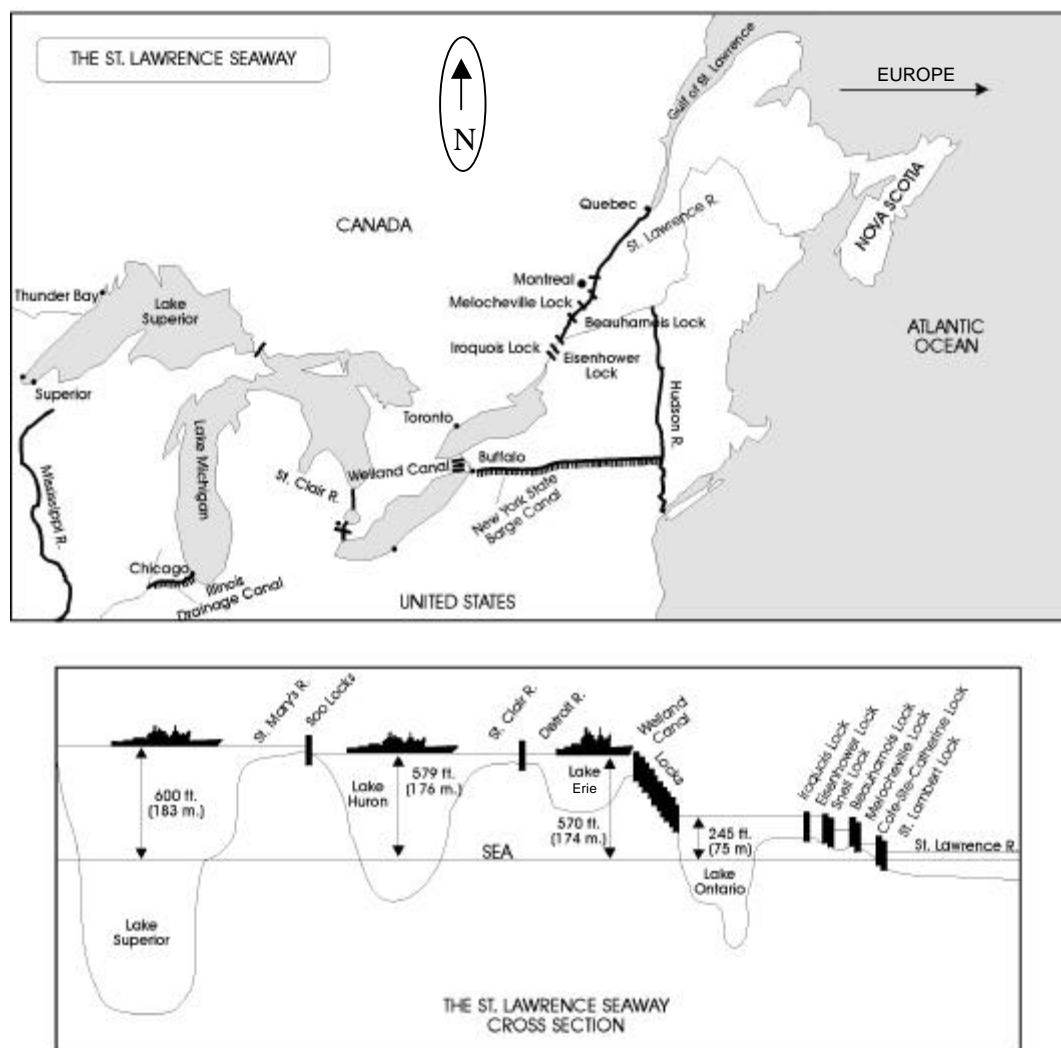 THE ST. LAWRENCE SEAWAY
N
Gulf of St. Lawrence
EUROPE
NOVA SCOTIA
Quebec
St. Lawrence R.
CANADA
Montreal
Thunder Bay
Lake
Superior
Melocheville Lock
Beauharnois Lock
ATLANTIC
OCEAN
Iroquois Lock
Eisenhower
Lock
Superior
Hudson R.
Toronto
Lake Michigan
Buffalo
Welland Canal
St. Clair R.
Mississippi R.
New York State
Barge Canal
Chicago
Illinois
Drainage Canal
UNITED STATES
St. Mary's R.
Soo Locks
St. Clair R.
Detroit R.
Welland
Canal
Locks
Iroquois Lock
Eisenhower Lock
Snell Lock
Beauharnois Lock
Melocheville Lock
Cote-Ste-Catherine Lock
St. Lambert Lock
600 ft.
(183 m.)
Lake
Huron
579 ft.
(176 m.)
Lake
Erie
570 ft.
(174 m.)
245 ft.
(75 m)
St. Lawrence R.
SEA
Lake
Ontario
Lake
Superior
THE ST. LAWRENCE SEAWAY
CROSS SECTION